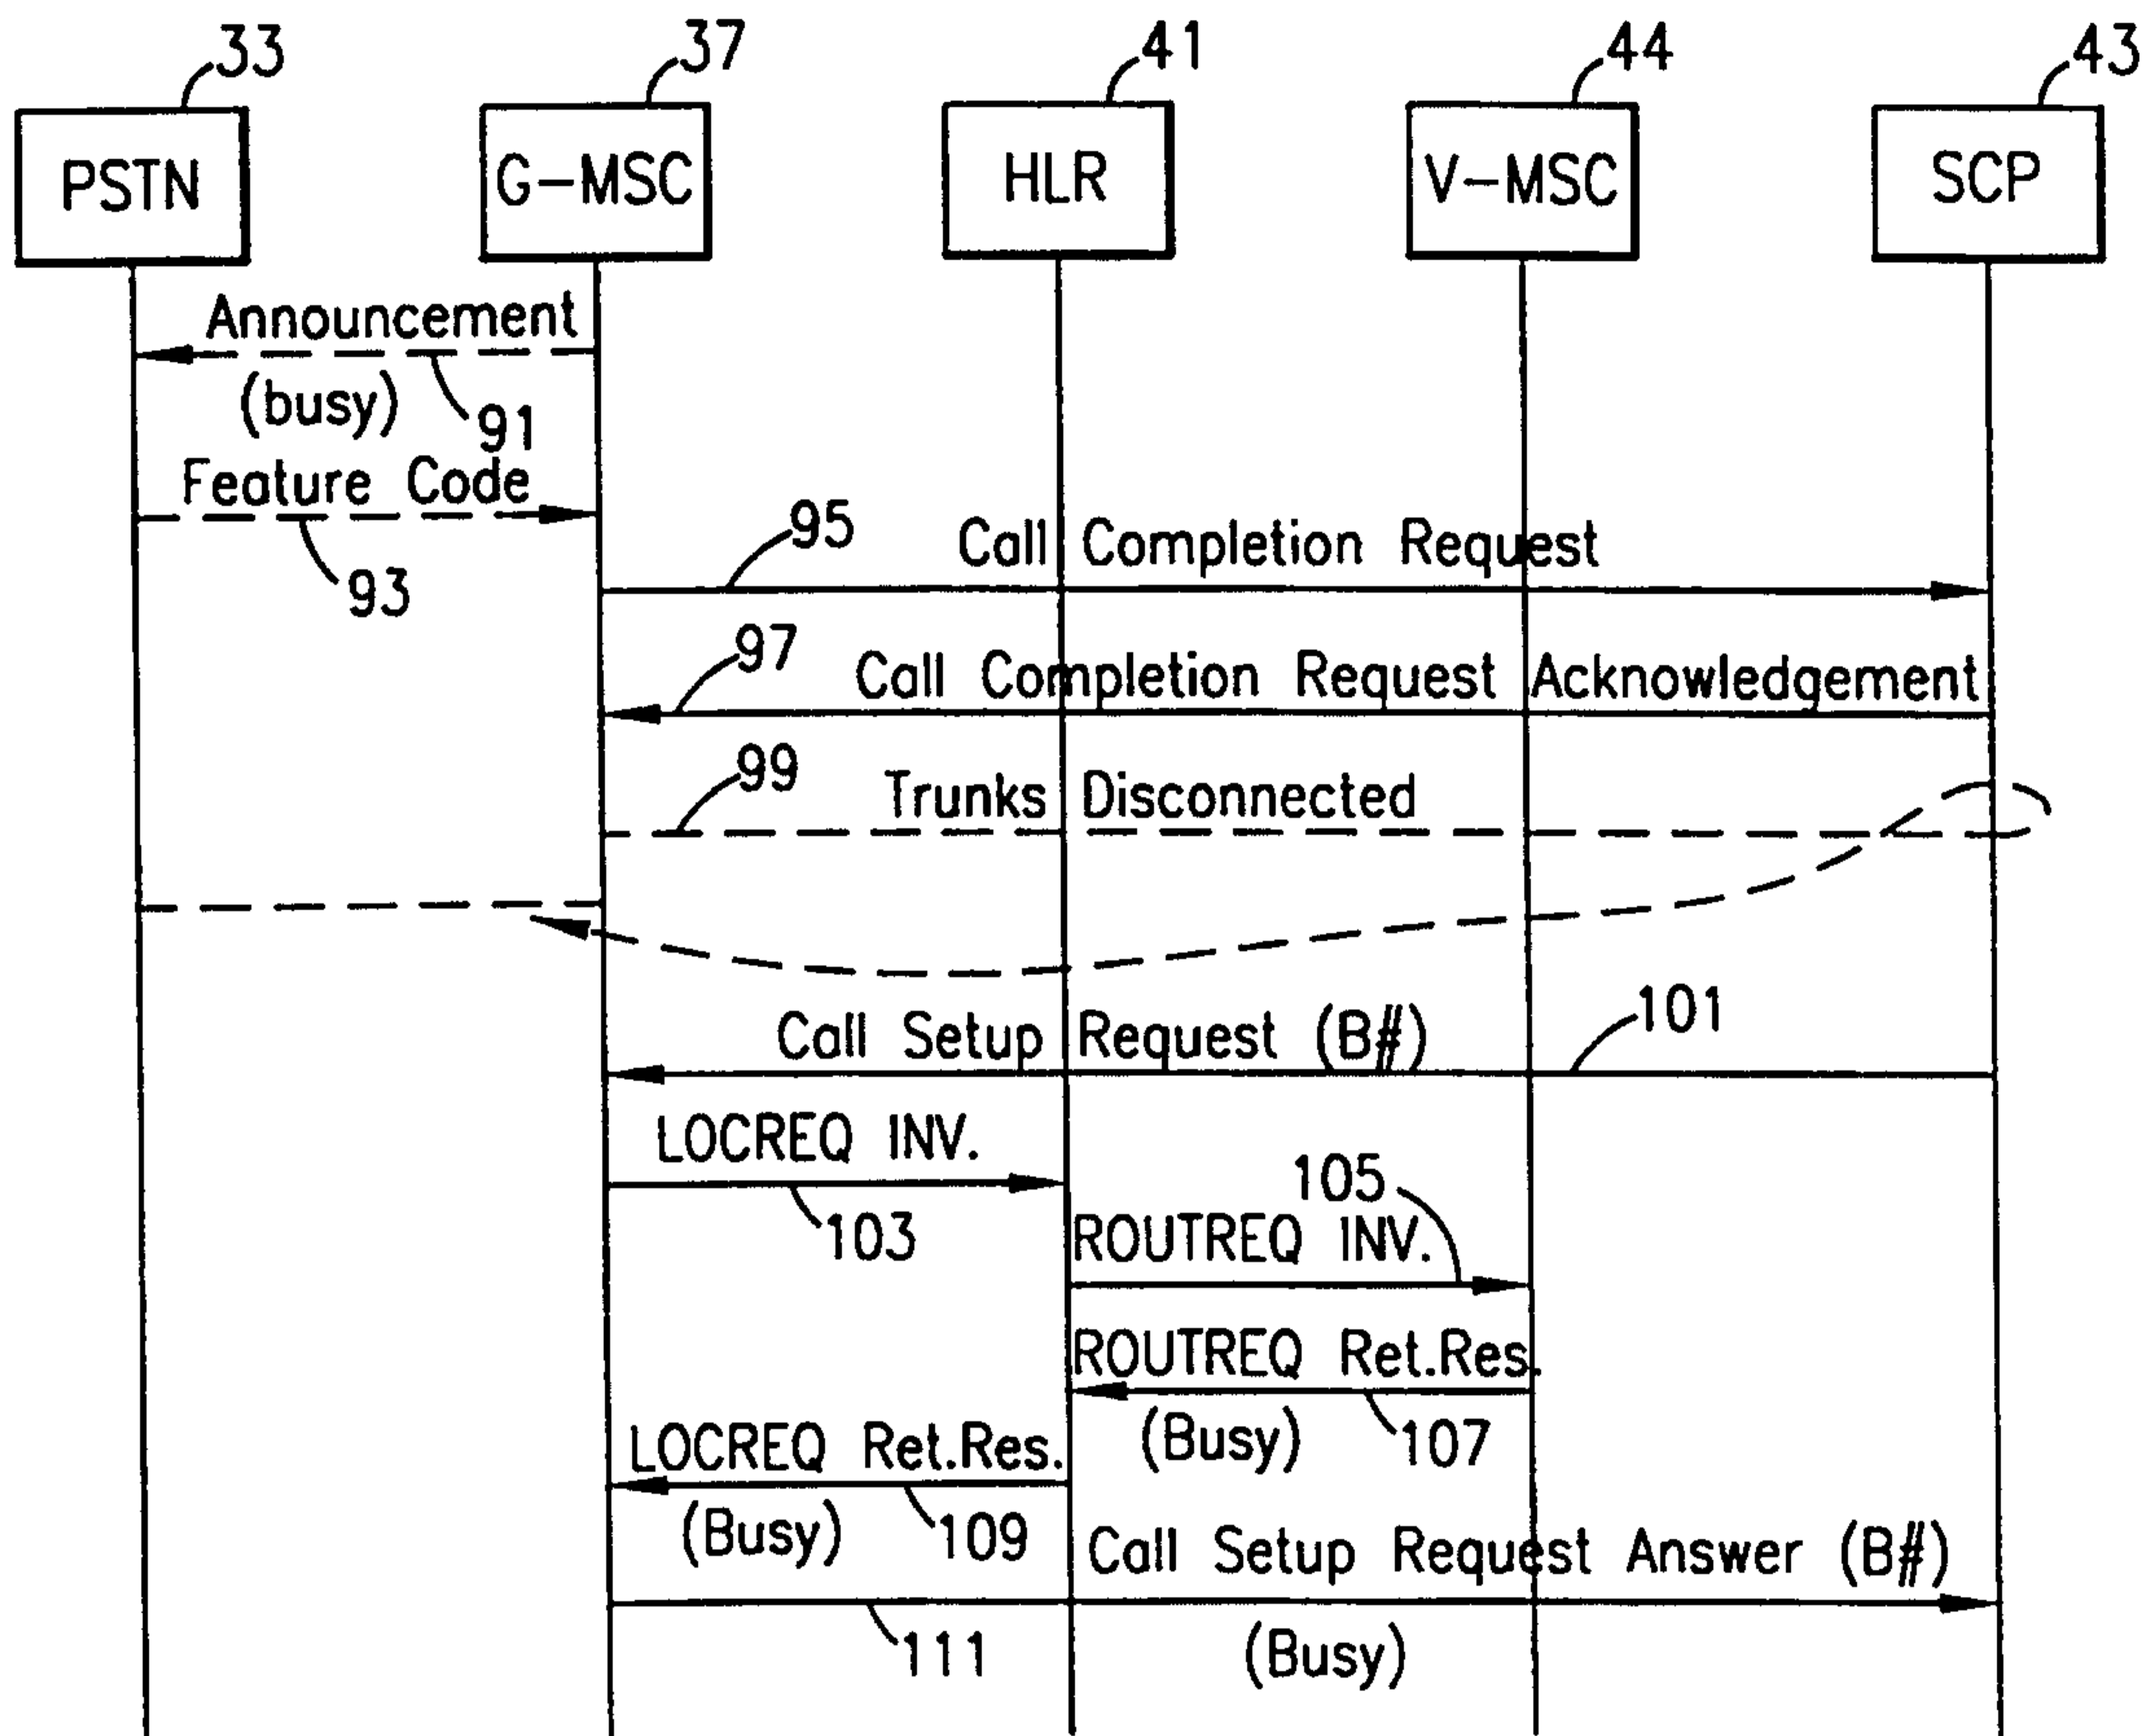 33
37
41
44
43
PSTN
G-MSC
HLR
V-MSC
SCP
Announcement
(busy)
91
Feature Code
93
95
Call Completion Request
97
Call Completion Request Acknowledgement
99
Trunks Disconnected
101
Call Setup Request (B#)
LOCREQ INV.
103
105
ROUTREQ INV.
ROUTREQ Ret.Res.
(Busy)
107
LOCREQ Ret.Res.
(Busy)
109
Call Setup Request Answer (B#)
111
(Busy)